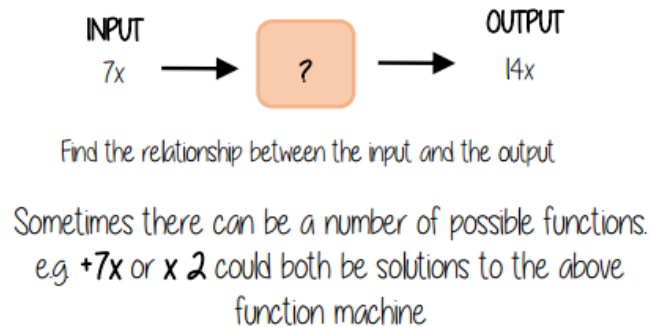 INPUT
OUTPUT
7x
?
14x
Find the relationship between the input and the output
Sometimes there can be a number of possible functions.
e.g. +7x or x 2 could both be solutions to the above
function machine